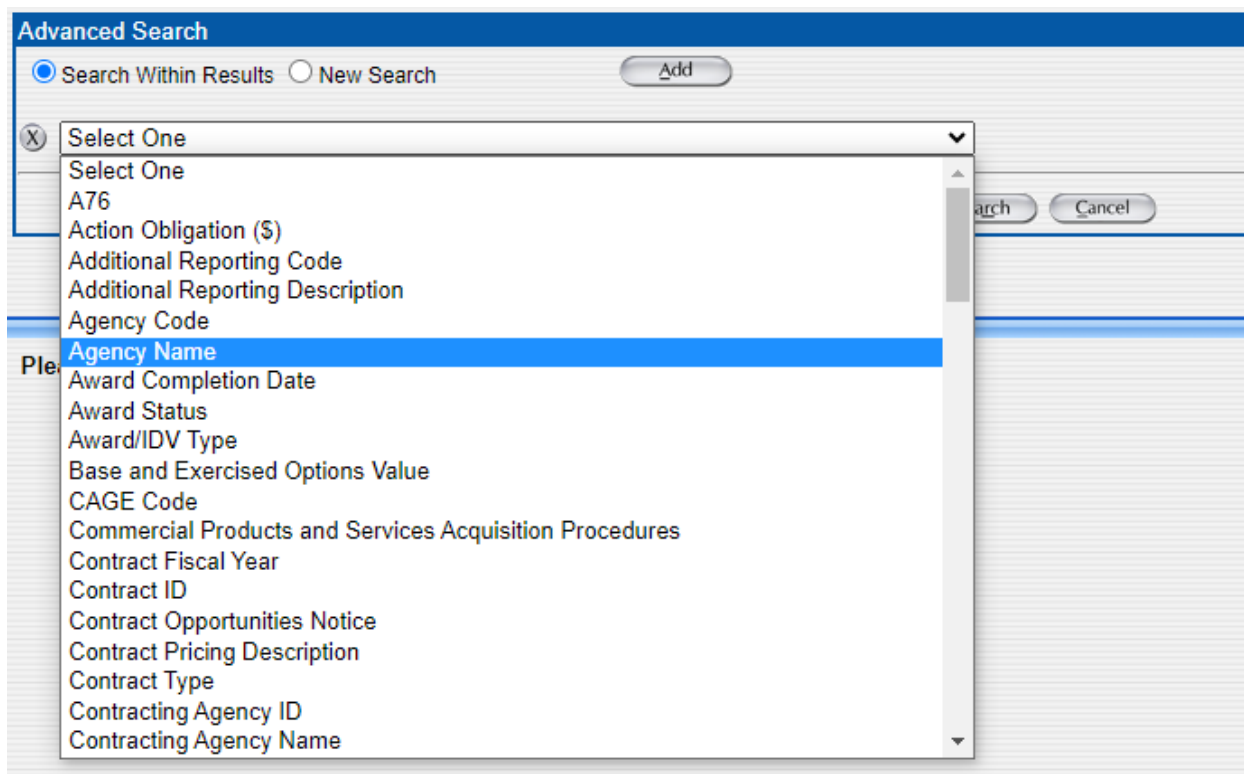 Advanced Search
Search Within Results New Search Add
X Select One
Select One
A76
Action Obligation ($)
Additional Reporting Code
Cancel
Additional Reporting Description
Agency Code
Agency Name
Award Completion Date
Award Status
Award/IDV Type
Base and Exercised Options Value
CAGE Code
Commercial Products and Services Acquisition Procedures
Contract Fiscal Year
Contract ID
Contract Opportunities Notice
Contract Pricing Description
Contract Type
Contracting Agency ID
Contracting Agency Name